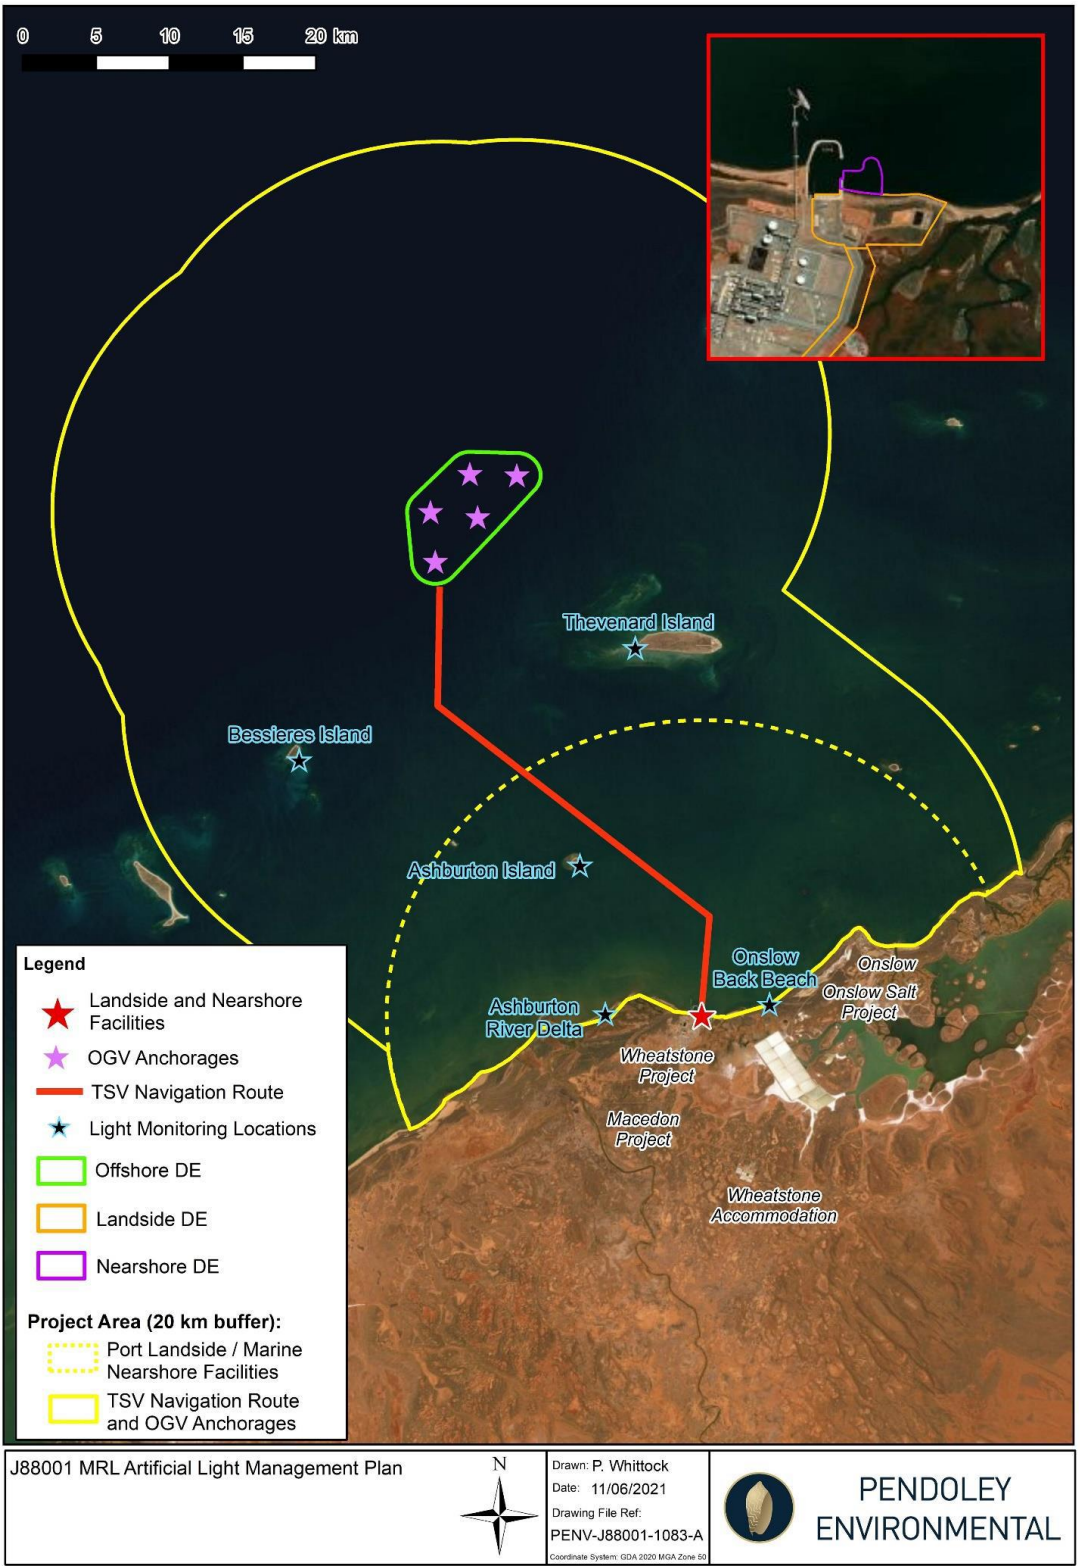 0 5 10 15 20 km
Thevenard Island
Bessieres Island
Ashburton Island
Onslow
Back Beach
Ashburton
River Delta
Onslow
Onslow Salt
Project
Wheatstone
Project
Macedon
Project
Wheatstone
Accommodation
Legend
Landside and Nearshore
Facilities
OGV Anchorages
TSV Navigation Route
Light Monitoring Locations
Offshore DE
Landside DE
Nearshore DE
Project Area (20 km buffer):
Port Landside / Marine
Nearshore Facilities
TSV Navigation Route
and OGV Anchorages
J88001 MRL Artificial Light Management Plan
N
Drawn: P. Whittock
Date: 11/06/2021
Drawing File Ref:
PENV-J88001-1083-A
Coordinate System: GDA 2020 MGA Zone 50
PENDOLEY
ENVIRONMENTAL